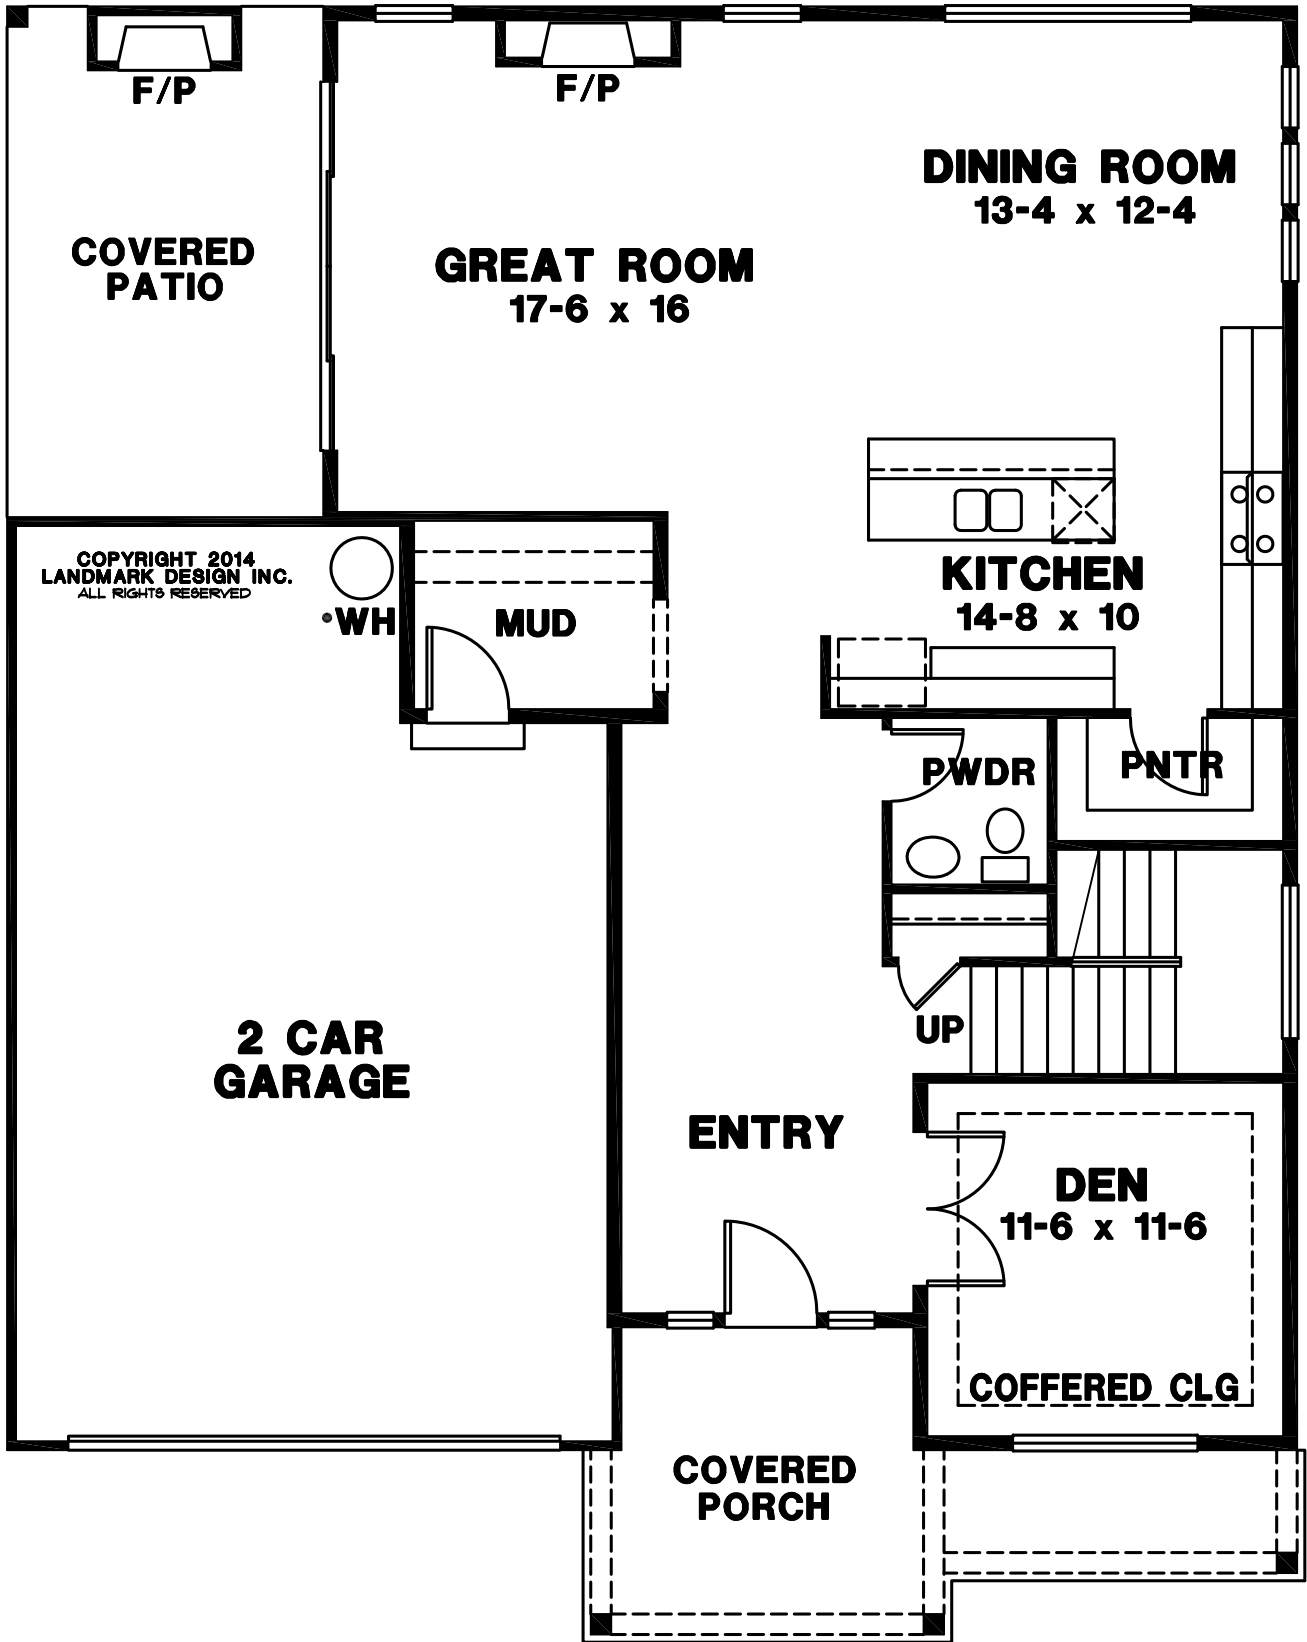 F/P
F/P
DINING ROOM
13-4 x 12-4
COVERED
PATIO
GREAT ROOM
17-6 x 16
COPYRIGHT 2014
LANDMARK DESIGN INC.
ALL RIGHTS RESERVED
WH
MUD
KITCHEN
14-8 x 10
PWDR
PNTR
UP
2 CAR
GARAGE
ENTRY
DEN
11-6 x 11-6
COFFERED CLG
COVERED
PORCH